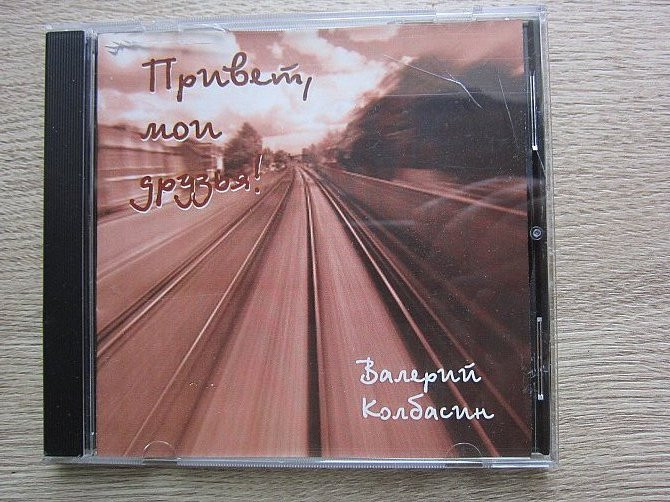 Привет,
мои
друзья!
Валерий
Колбасин